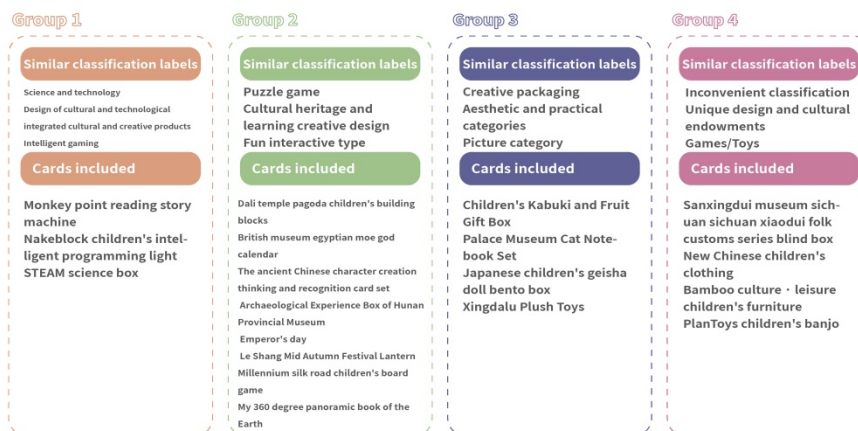 Group 1
Similar classification labels
Science and technology
Design of cultural and technological
integrated cultural and creative products
Intelligent gaming
Cards included
Monkey point reading story
machine
Nakeblock children's intel-
ligent programming light
STEAM science box
Group 2
Similar classification labels
Puzzle game
Cultural heritage and
learning creative design
Fun interactive type
Cards included
Dali temple pagoda children's building
blocks
British museum egyptian moe god
calendar
The ancient Chinese character creation
thinking and recognition card set
Archaeological Experience Box of Hunan
Provincial Museum
Emperor's day
Le Shang Mid Autumn Festival Lantern
Millennium silk road children's board
game
My 360 degree panoramic book of the
Earth
Group 3
Similar classification labels
Creative packaging
Aesthetic and practical
categories
Picture category
Cards included
Children's Kabuki and Fruit
Gift Box
Palace Museum Cat Note-
book Set
Japanese children's geisha
doll bento box
Xingdalu Plush Toys
Group 4
Similar classification labels
Inconvenient classification
Unique design and cultural
endowments
Games/Toys
Cards included
Sanxingdui museum sich-
uan sichuan xiaodui folk
customs series blind box
New Chinese children's
clothing
Bamboo culture · leisure
children's furniture
PlanToys children's banjo